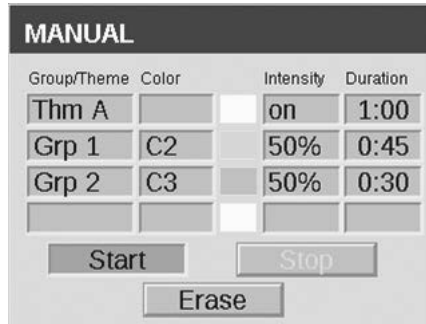 MANUAL
Group/Theme Color Intensity Duration
Thm A on 1:00
Grp 1 C2 50% 0:45
Grp 2 C3 50% 0:30
Start Stop
Erase